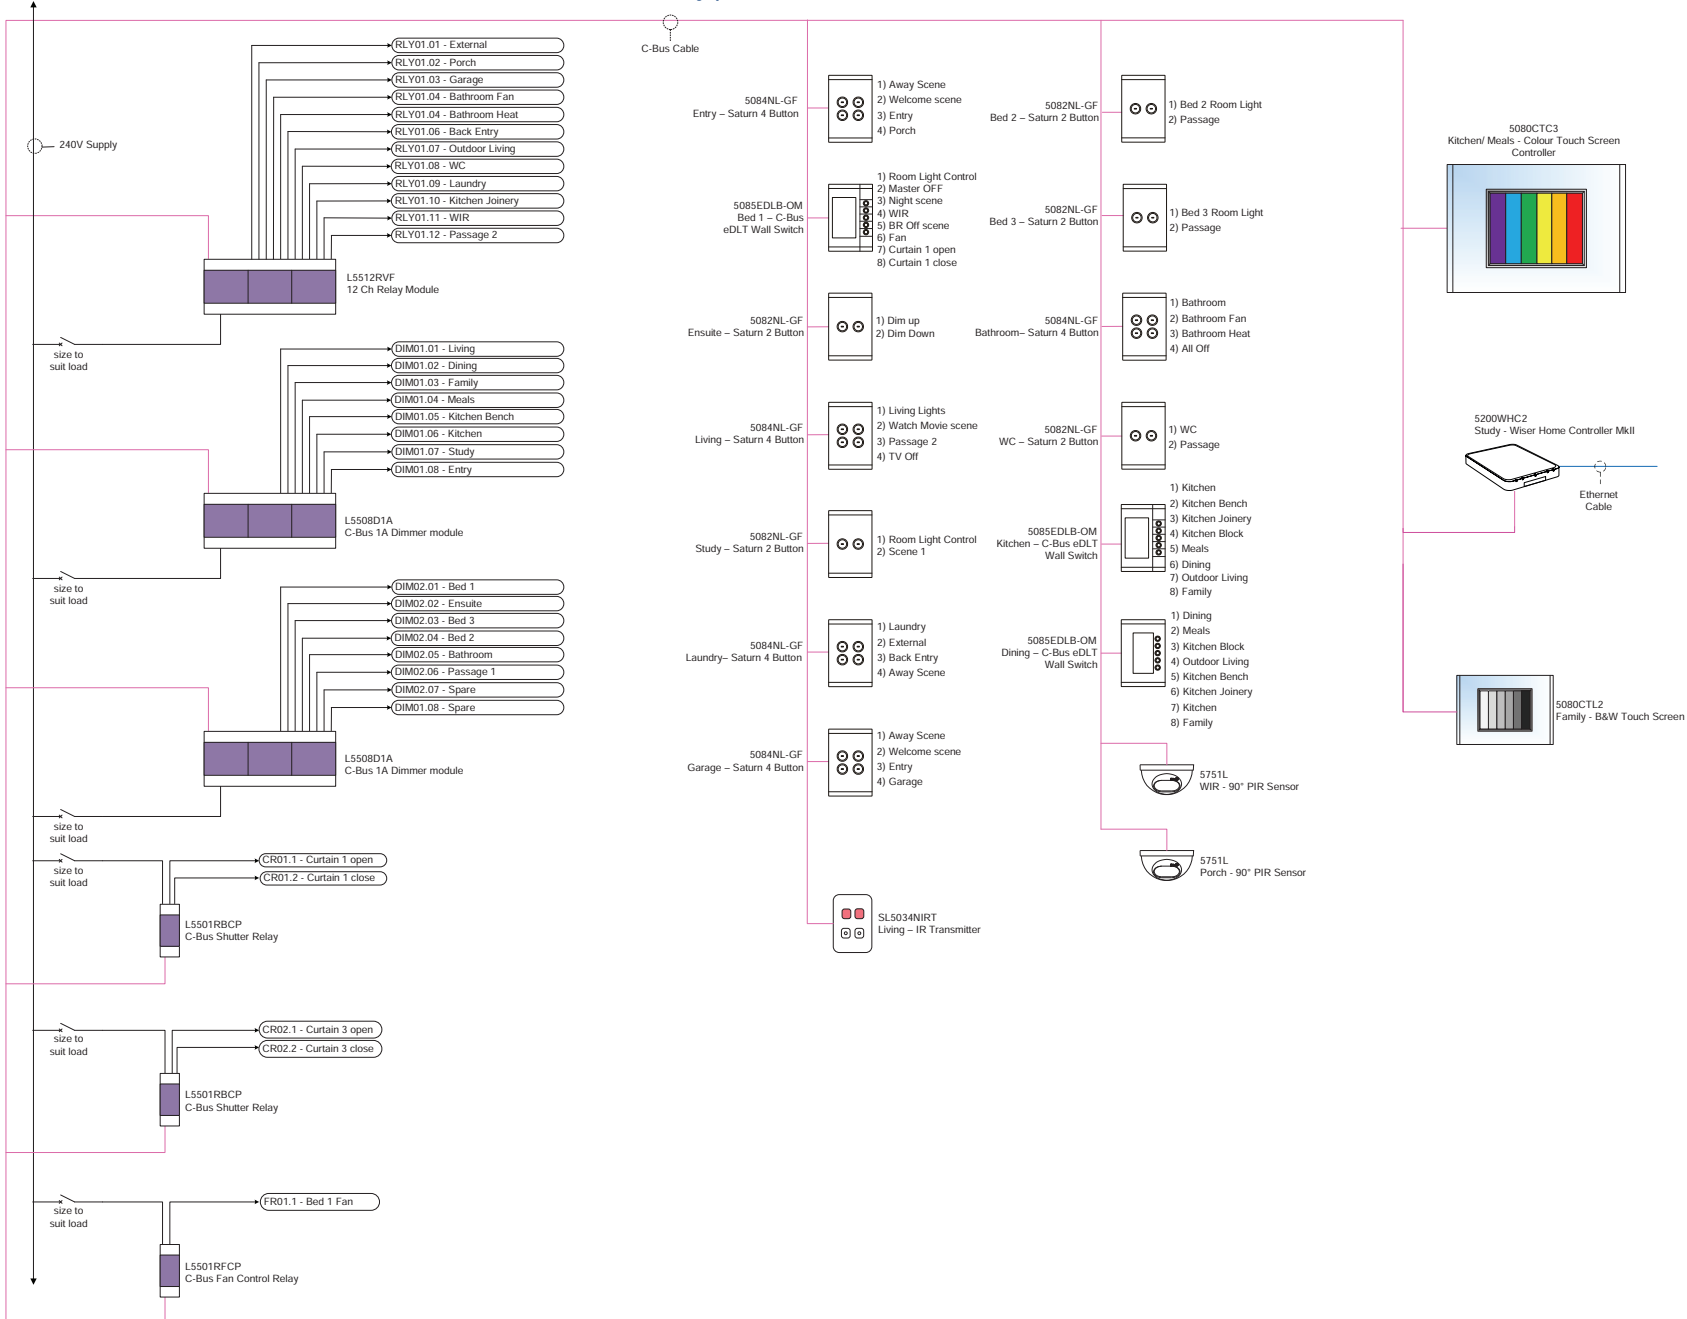 C-Bus Cable
240V Supply
RLY01.01 - External
RLY01.02 - Porch
RLY01.03 - Garage
RLY01.04 - Bathroom Fan
RLY01.04 - Bathroom Heat
RLY01.06 - Back Entry
RLY01.07 - Outdoor Living
RLY01.08 - WC
RLY01.09 - Laundry
RLY01.10 - Kitchen Joinery
RLY01.11 - WIR
RLY01.12 - Passage 2
L5512RVF
12 Ch Relay Module
size to
suit load
DIM01.01 - Living
DIM01.02 - Dining
DIM01.03 - Family
DIM01.04 - Meals
DIM01.05 - Kitchen Bench
DIM01.06 - Kitchen
DIM01.07 - Study
DIM01.08 - Entry
L5508D1A
C-Bus 1A Dimmer module
size to
suit load
DIM02.01 - Bed 1
DIM02.02 - Ensuite
DIM02.03 - Bed 3
DIM02.04 - Bed 2
DIM02.05 - Bathroom
DIM02.06 - Passage 1
DIM02.07 - Spare
DIM01.08 - Spare
L5508D1A
C-Bus 1A Dimmer module
size to
suit load
size to
suit load
CR01.1 - Curtain 1 open
CR01.2 - Curtain 1 close
L5501RBCP
C-Bus Shutter Relay
size to
suit load
CR02.1 - Curtain 3 open
CR02.2 - Curtain 3 close
L5501RBCP
C-Bus Shutter Relay
size to
suit load
FR01.1 - Bed 1 Fan
L5501RFCP
C-Bus Fan Control Relay
5084NL-GF
Entry – Saturn 4 Button
1) Away Scene
2) Welcome scene
3) Entry
4) Porch
5085EDLB-OM
Bed 1 – C-Bus
eDLT Wall Switch
1) Room Light Control
2) Master OFF
3) Night scene
4) WIR
5) BR Off scene
6) Fan
7) Curtain 1 open
8) Curtain 1 close
5082NL-GF
Ensuite – Saturn 2 Button
1) Dim up
2) Dim Down
5084NL-GF
Living – Saturn 4 Button
1) Living Lights
2) Watch Movie scene
3) Passage 2
4) TV Off
5082NL-GF
Study – Saturn 2 Button
1) Room Light Control
2) Scene 1
5084NL-GF
Laundry– Saturn 4 Button
1) Laundry
2) External
3) Back Entry
4) Away Scene
5084NL-GF
Garage – Saturn 4 Button
1) Away Scene
2) Welcome scene
3) Entry
4) Garage
SL5034NIRT
Living – IR Transmitter
5082NL-GF
Bed 2 – Saturn 2 Button
1) Bed 2 Room Light
2) Passage
5082NL-GF
Bed 3 – Saturn 2 Button
1) Bed 3 Room Light
2) Passage
5084NL-GF
Bathroom– Saturn 4 Button
1) Bathroom
2) Bathroom Fan
3) Bathroom Heat
4) All Off
5082NL-GF
WC – Saturn 2 Button
1) WC
2) Passage
5085EDLB-OM
Kitchen – C-Bus eDLT
Wall Switch
1) Kitchen
2) Kitchen Bench
3) Kitchen Joinery
4) Kitchen Block
5) Meals
6) Dining
7) Outdoor Living
8) Family
5085EDLB-OM
Dining – C-Bus eDLT
Wall Switch
1) Dining
2) Meals
3) Kitchen Block
4) Outdoor Living
5) Kitchen Bench
6) Kitchen Joinery
7) Kitchen
8) Family
5751L
WIR - 90° PIR Sensor
5751L
Porch - 90° PIR Sensor
5080CTC3
Kitchen/ Meals - Colour Touch Screen
Controller
5200WHC2
Study - Wiser Home Controller MkII
Ethernet
Cable
5080CTL2
Family - B&W Touch Screen